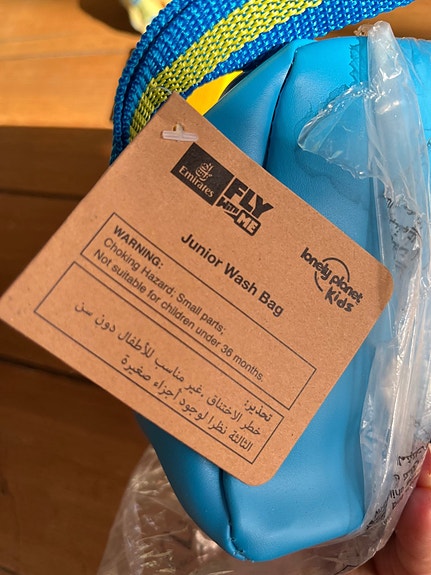 Emirates
FLY
WITH
ME
Junior Wash Bag
lonely planet
Kids
WARNING:
Choking Hazard; Small parts;
Not suitable for children under 36 months.
تحذير:
خطر الاختناق .غير مناسب للأطفال دون سن
الثالثة نظرا لوجود أجزاء صغيرة